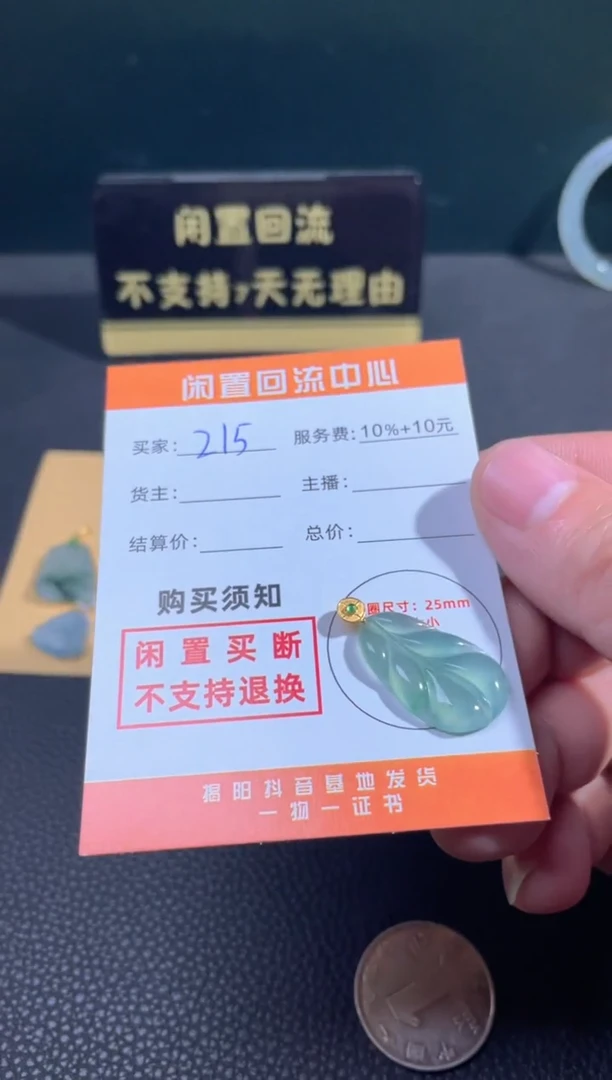 闲置回流
不支持7天无理由
闲置回流中心
买家: 215 服务费: 10%+10元
货主: 主播:
结算价: 总价:
购买须知
闲置买断
不支持退换
圈尺寸: 25mm
小
揭阳抖音基地发货
一物一证书